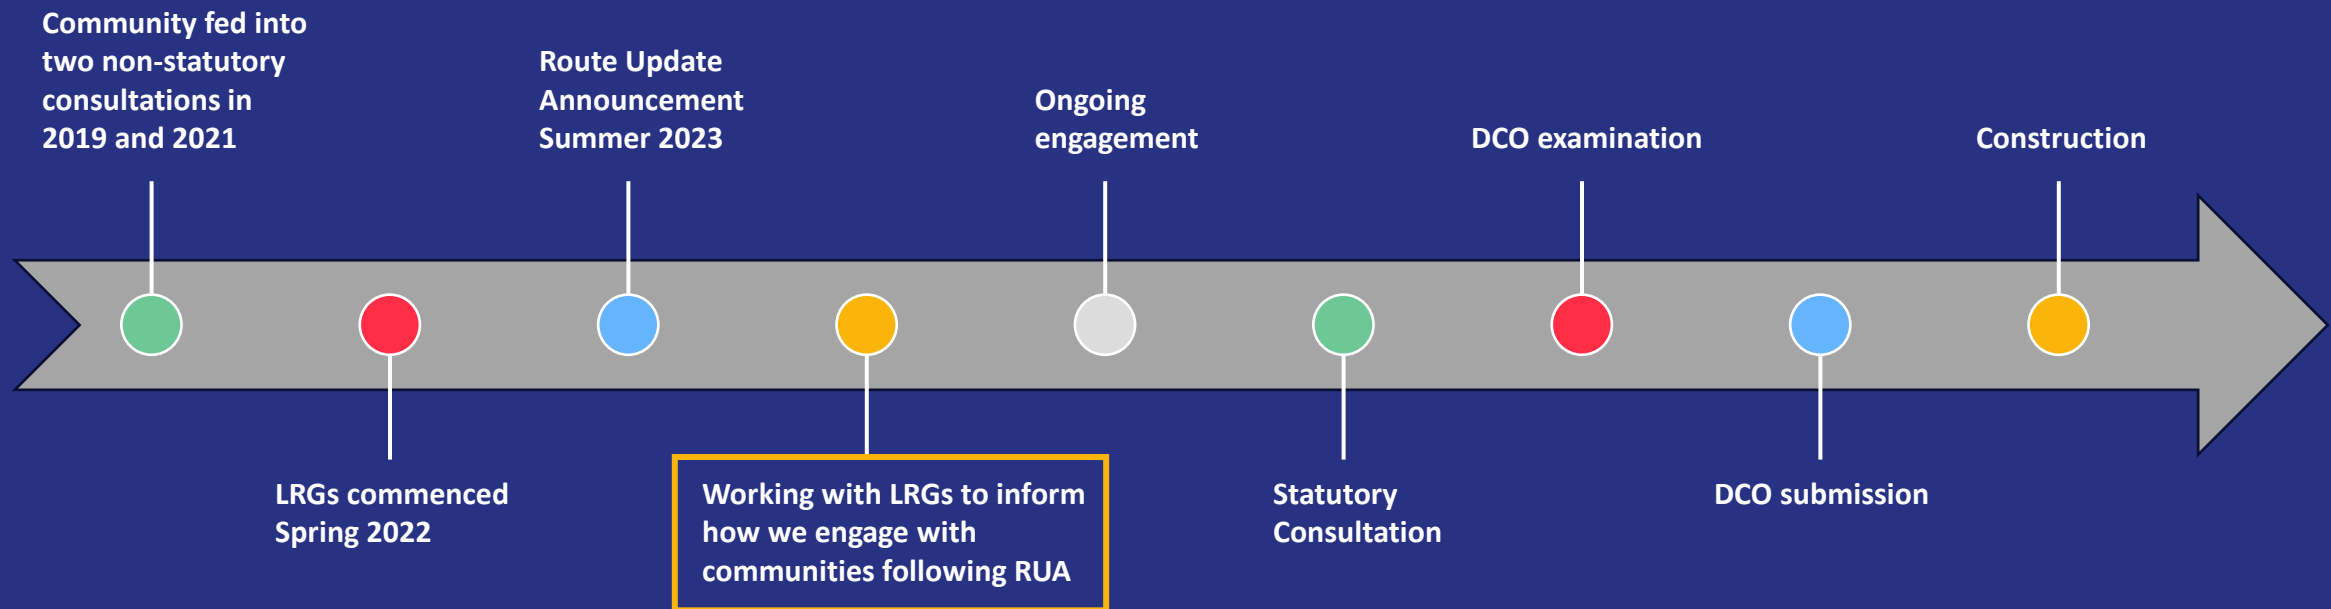 Community fed into
two non-statutory
consultations in
2019 and 2021
LRGs commenced
Spring 2022
Route Update
Announcement
Summer 2023
Working with LRGs to inform
how we engage with
communities following RUA
Ongoing
engagement
Statutory
Consultation
DCO examination
DCO submission
Construction